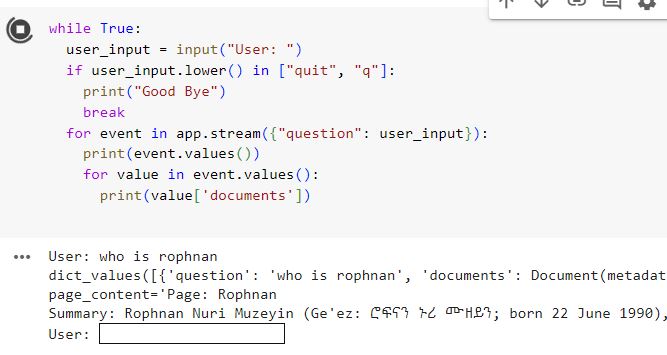 while True:
  user_input = input("User: ")
  if user_input.lower() in ["quit", "q"]:
    print("Good Bye")
    break
  for event in app.stream({"question": user_input}):
    print(event.values())
    for value in event.values():
      print(value['documents'])
User: who is rophnan
dict_values([{'question': 'who is rophnan', 'documents': Document(metadat
page_content='Page: Rophnan
Summary: Rophnan Nuri Muzeyin (Ge'ez: ሮፍናን ኑሪ ሙዘይን; born 22 June 1990),
User: